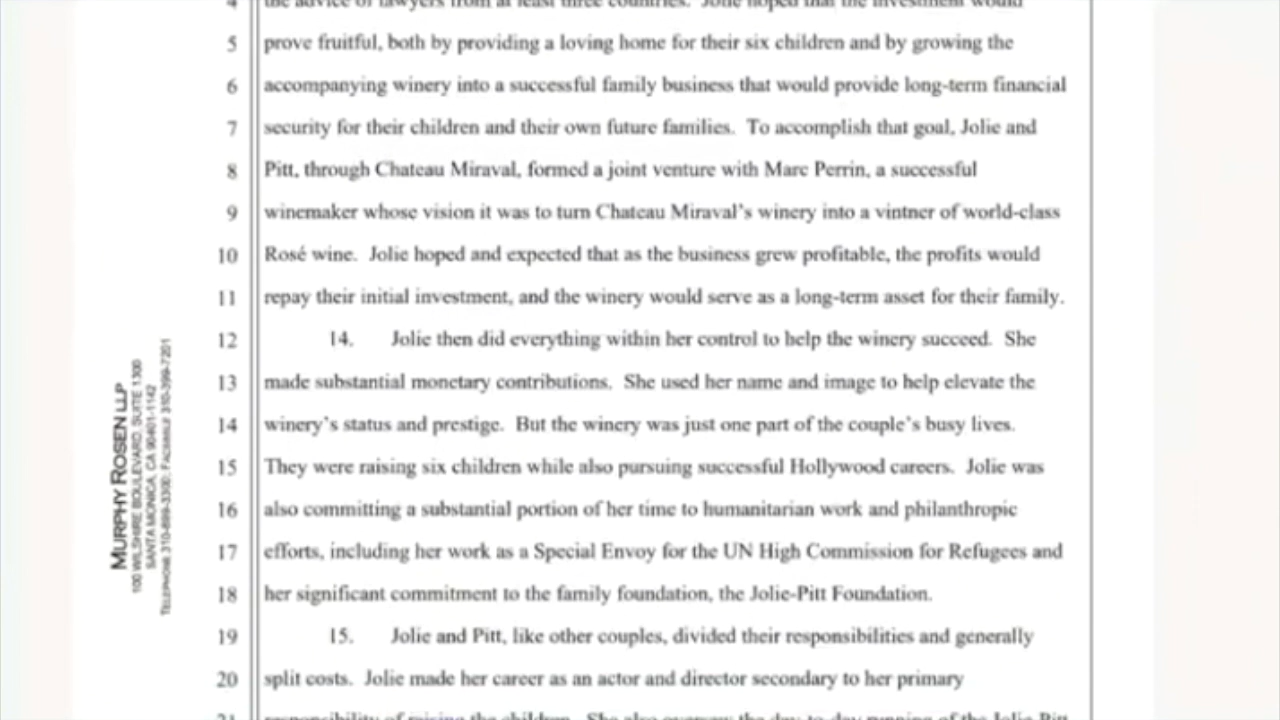 4 the advice of lawyers from at least three countries.  Jolie hoped that the investment would
5 prove fruitful, both by providing a loving home for their six children and by growing the
6 accompanying winery into a successful family business that would provide long-term financial
7 security for their children and their own future families.  To accomplish that goal, Jolie and
8 Pitt, through Chateau Miraval, formed a joint venture with Marc Perrin, a successful
9 winemaker whose vision it was to turn Chateau Miraval's winery into a vintner of world-class
10 Rosé wine.  Jolie hoped and expected that as the business grew profitable, the profits would
11 repay their initial investment, and the winery would serve as a long-term asset for their family.
12 14. Jolie then did everything within her control to help the winery succeed.  She
13 made substantial monetary contributions.  She used her name and image to help elevate the
14 winery's status and prestige.  But the winery was just one part of the couple's busy lives.
15 They were raising six children while also pursuing successful Hollywood careers.  Jolie was
16 also committing a substantial portion of her time to humanitarian work and philanthropic
17 efforts, including her work as a Special Envoy for the UN High Commission for Refugees and
18 her significant commitment to the family foundation, the Jolie-Pitt Foundation.
19 15. Jolie and Pitt, like other couples, divided their responsibilities and generally
20 split costs.  Jolie made her career as an actor and director secondary to her primary
21 responsibility of raising the children.  She also oversaw the day-to-day running of the Jolie-Pitt
MURPHY ROSEN LLP
100 WILSHIRE BOULEVARD, SUITE 1300
SANTA MONICA, CA 90401-1142
TELEPHONE 310-899-3300; FACSIMILE 310-399-7201